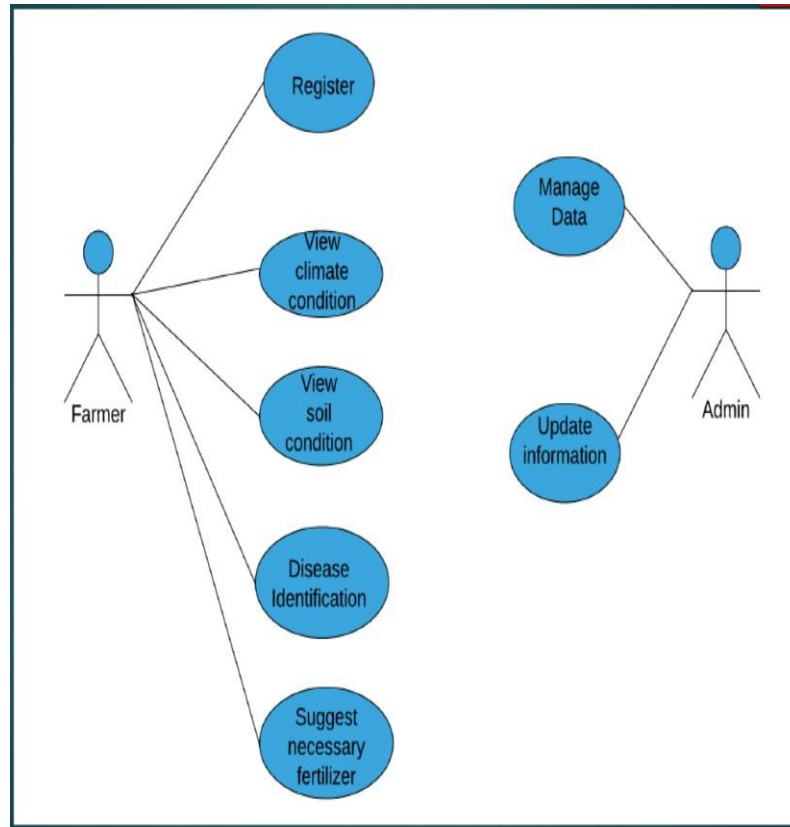 Register
View
climate
condition
View
soil
condition
Disease
Identification
Suggest
necessary
fertilizer
Farmer
Manage
Data
Update
information
Admin